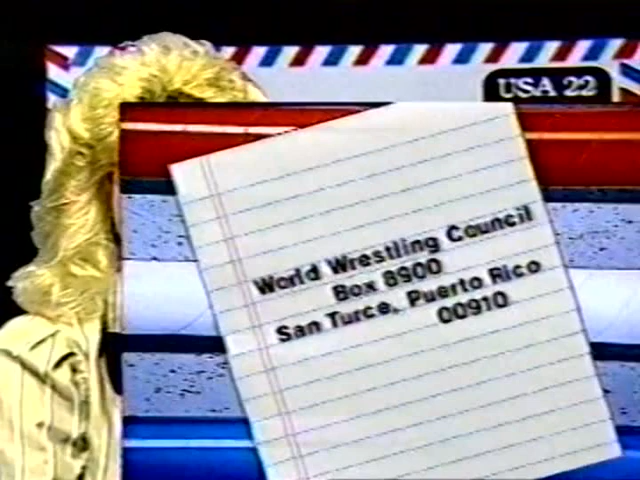 USA 22
World Wrestling Council
Box 8900
San Turce, Puerto Rico
00910